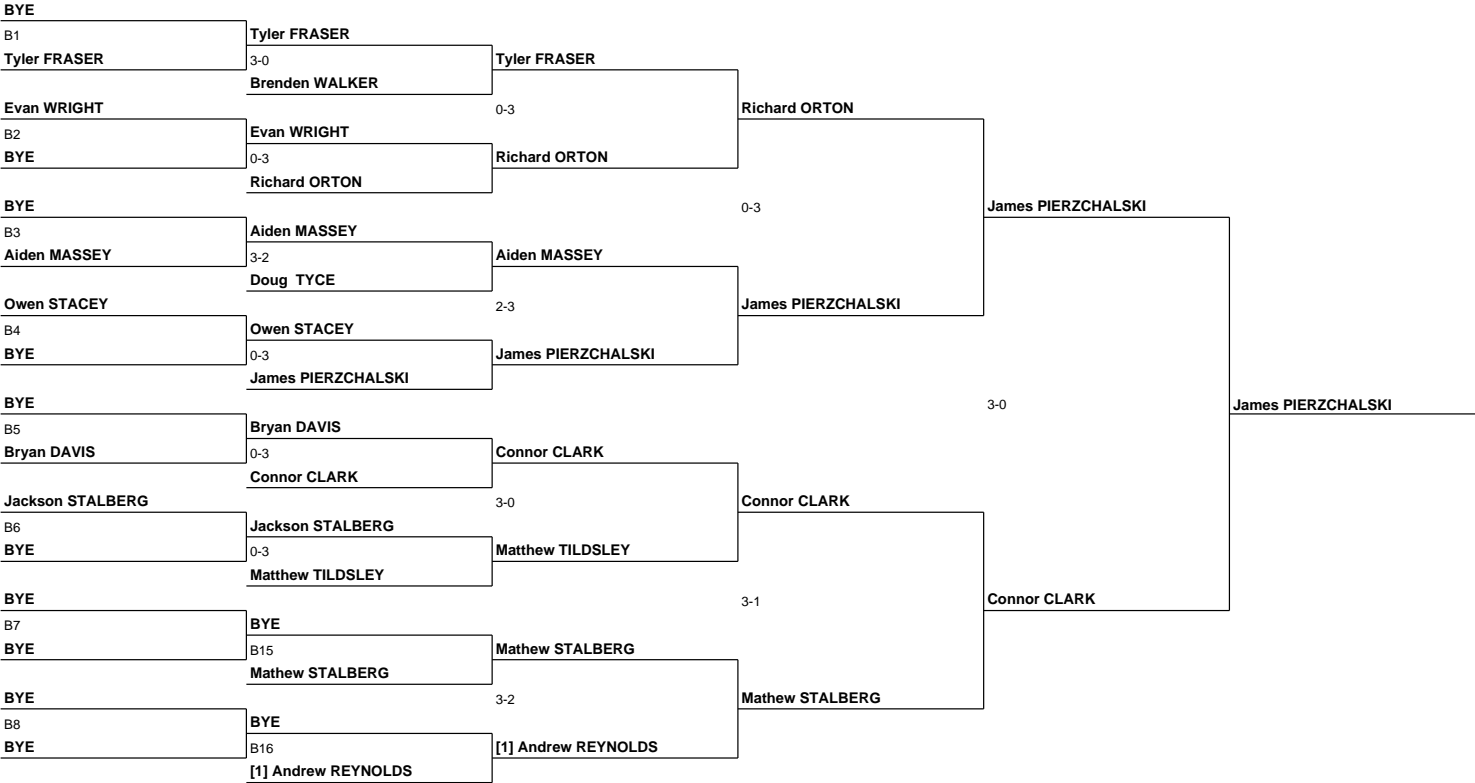 BYE
B1
Tyler FRASER
Evan WRIGHT
B2
BYE
BYE
B3
Aiden MASSEY
Owen STACEY
B4
BYE
BYE
B5
Bryan DAVIS
Jackson STALBERG
B6
BYE
BYE
B7
BYE
BYE
B8
BYE
Tyler FRASER
3-0
Brenden WALKER
Evan WRIGHT
0-3
Richard ORTON
Aiden MASSEY
3-2
Doug TYCE
Owen STACEY
0-3
James PIERZCHALSKI
Bryan DAVIS
0-3
Connor CLARK
Jackson STALBERG
0-3
Matthew TILDSLEY
BYE
B15
Mathew STALBERG
BYE
B16
[1] Andrew REYNOLDS
Tyler FRASER
0-3
Richard ORTON
Aiden MASSEY
2-3
James PIERZCHALSKI
Connor CLARK
3-0
Matthew TILDSLEY
Mathew STALBERG
3-2
[1] Andrew REYNOLDS
Richard ORTON
0-3
James PIERZCHALSKI
Connor CLARK
3-1
Mathew STALBERG
James PIERZCHALSKI
3-0
Connor CLARK
James PIERZCHALSKI